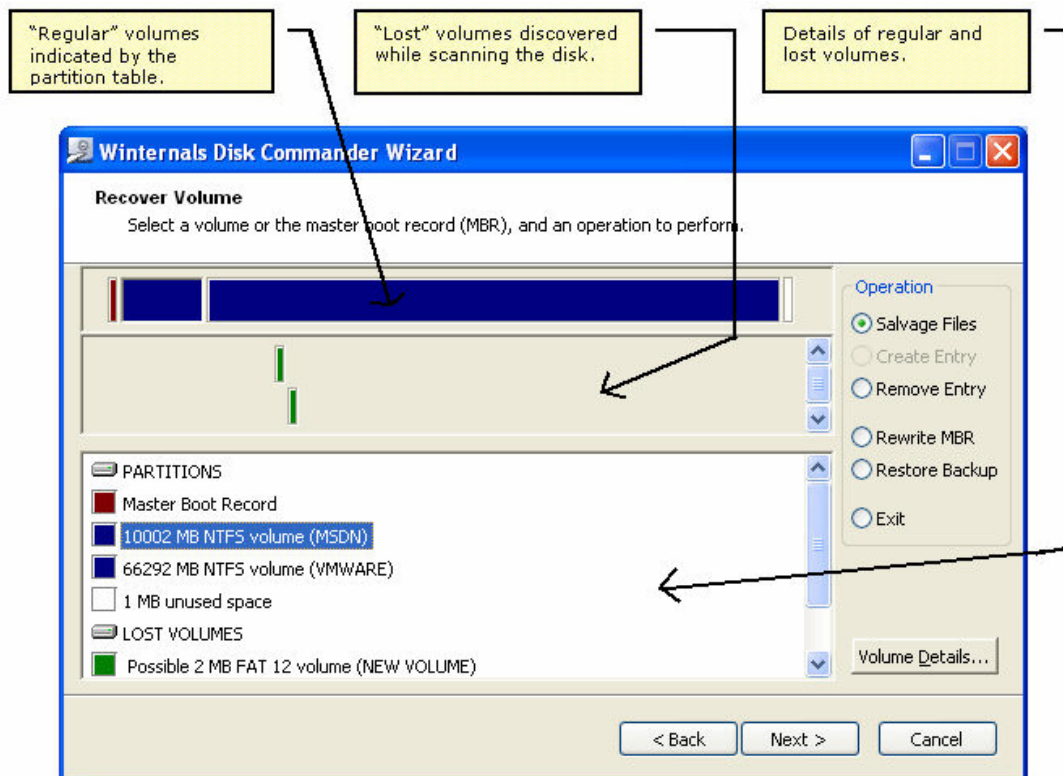 “Regular” volumes
indicated by the
partition table.
“Lost” volumes discovered
while scanning the disk.
Details of regular and
lost volumes.
Winternals Disk Commander Wizard
Recover Volume
Select a volume or the master boot record (MBR), and an operation to perform.
Operation
Salvage Files
Create Entry
Remove Entry
Rewrite MBR
Restore Backup
Exit
PARTITIONS
Master Boot Record
10002 MB NTFS volume (MSDN)
66292 MB NTFS volume (VMWARE)
1 MB unused space
LOST VOLUMES
Possible 2 MB FAT 12 volume (NEW VOLUME)
Volume Details...
< Back
Next >
Cancel